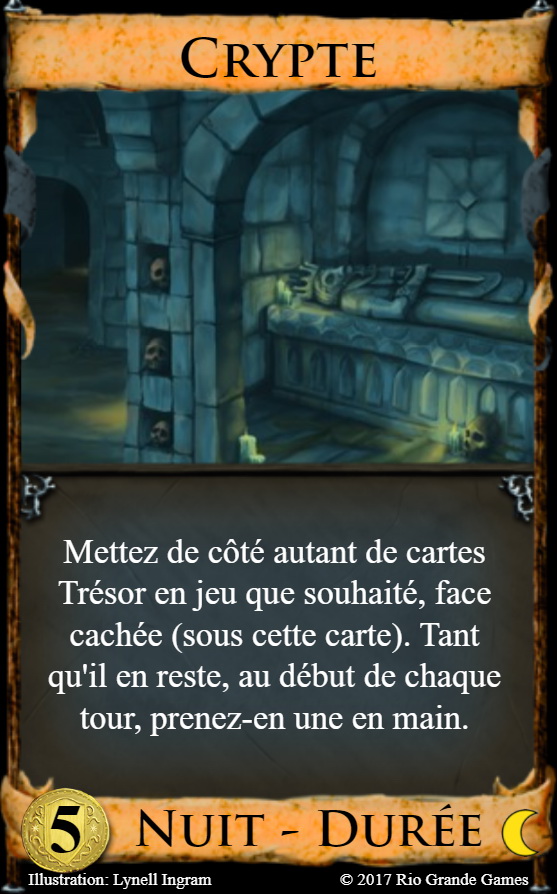 Crypte
Mettez de côté autant de cartes
Trésor en jeu que souhaité, face
cachée (sous cette carte). Tant
qu'il en reste, au début de chaque
tour, prenez-en une en main.
5 Nuit - Durée
Illustration: Lynell Ingram © 2017 Rio Grande Games